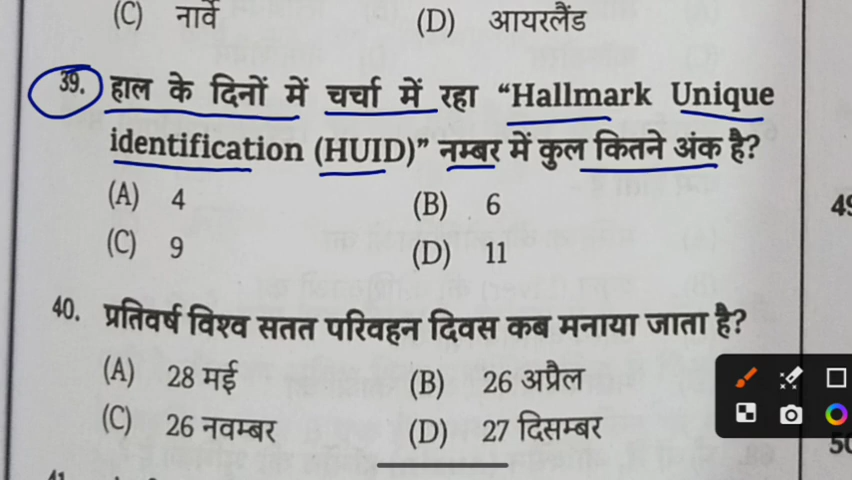 (C) नार्वे (D) आयरलैंड
39. हाल के दिनों में चर्चा में रहा “Hallmark Unique
identification (HUID)” नम्बर में कुल कितने अंक है?
(A) 4 (B) 6
(C) 9 (D) 11
40. प्रतिवर्ष विश्व सतत परिवहन दिवस कब मनाया जाता है?
(A) 28 मई (B) 26 अप्रैल
(C) 26 नवम्बर (D) 27 दिसम्बर